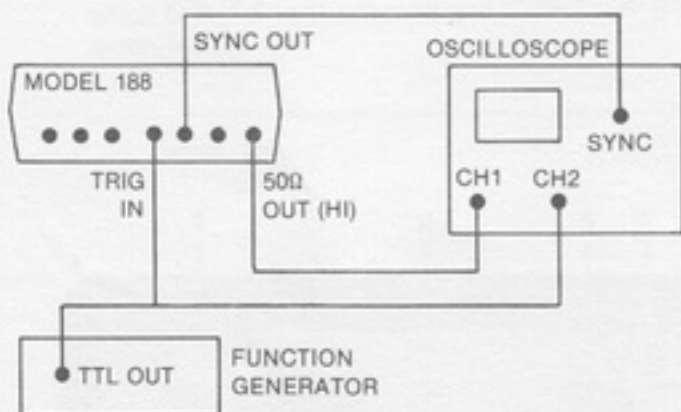 SYNC OUT
OSCILLOSCOPE
MODEL 188
SYNC
TRIG
IN
50Ω
OUT (HI)
CH1
CH2
TTL OUT
FUNCTION
GENERATOR